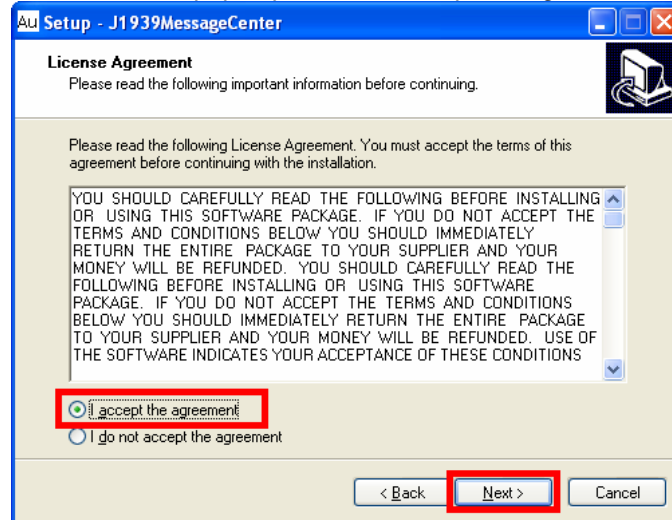 Au Setup - J1939MessageCenter
License Agreement
Please read the following important information before continuing.
Please read the following License Agreement. You must accept the terms of this
agreement before continuing with the installation.
YOU SHOULD CAREFULLY READ THE FOLLOWING BEFORE INSTALLING
OR USING THIS SOFTWARE PACKAGE. IF YOU DO NOT ACCEPT THE
TERMS AND CONDITIONS BELOW YOU SHOULD IMMEDIATELY
RETURN THE ENTIRE PACKAGE TO YOUR SUPPLIER AND YOUR
MONEY WILL BE REFUNDED. YOU SHOULD CAREFULLY READ THE
FOLLOWING BEFORE INSTALLING OR USING THIS SOFTWARE
PACKAGE. IF YOU DO NOT ACCEPT THE TERMS AND CONDITIONS
BELOW YOU SHOULD IMMEDIATELY RETURN THE ENTIRE PACKAGE
TO YOUR SUPPLIER AND YOUR MONEY WILL BE REFUNDED. USE OF
THE SOFTWARE INDICATES YOUR ACCEPTANCE OF THESE CONDITIONS
I accept the agreement
I do not accept the agreement
< Back Next > Cancel